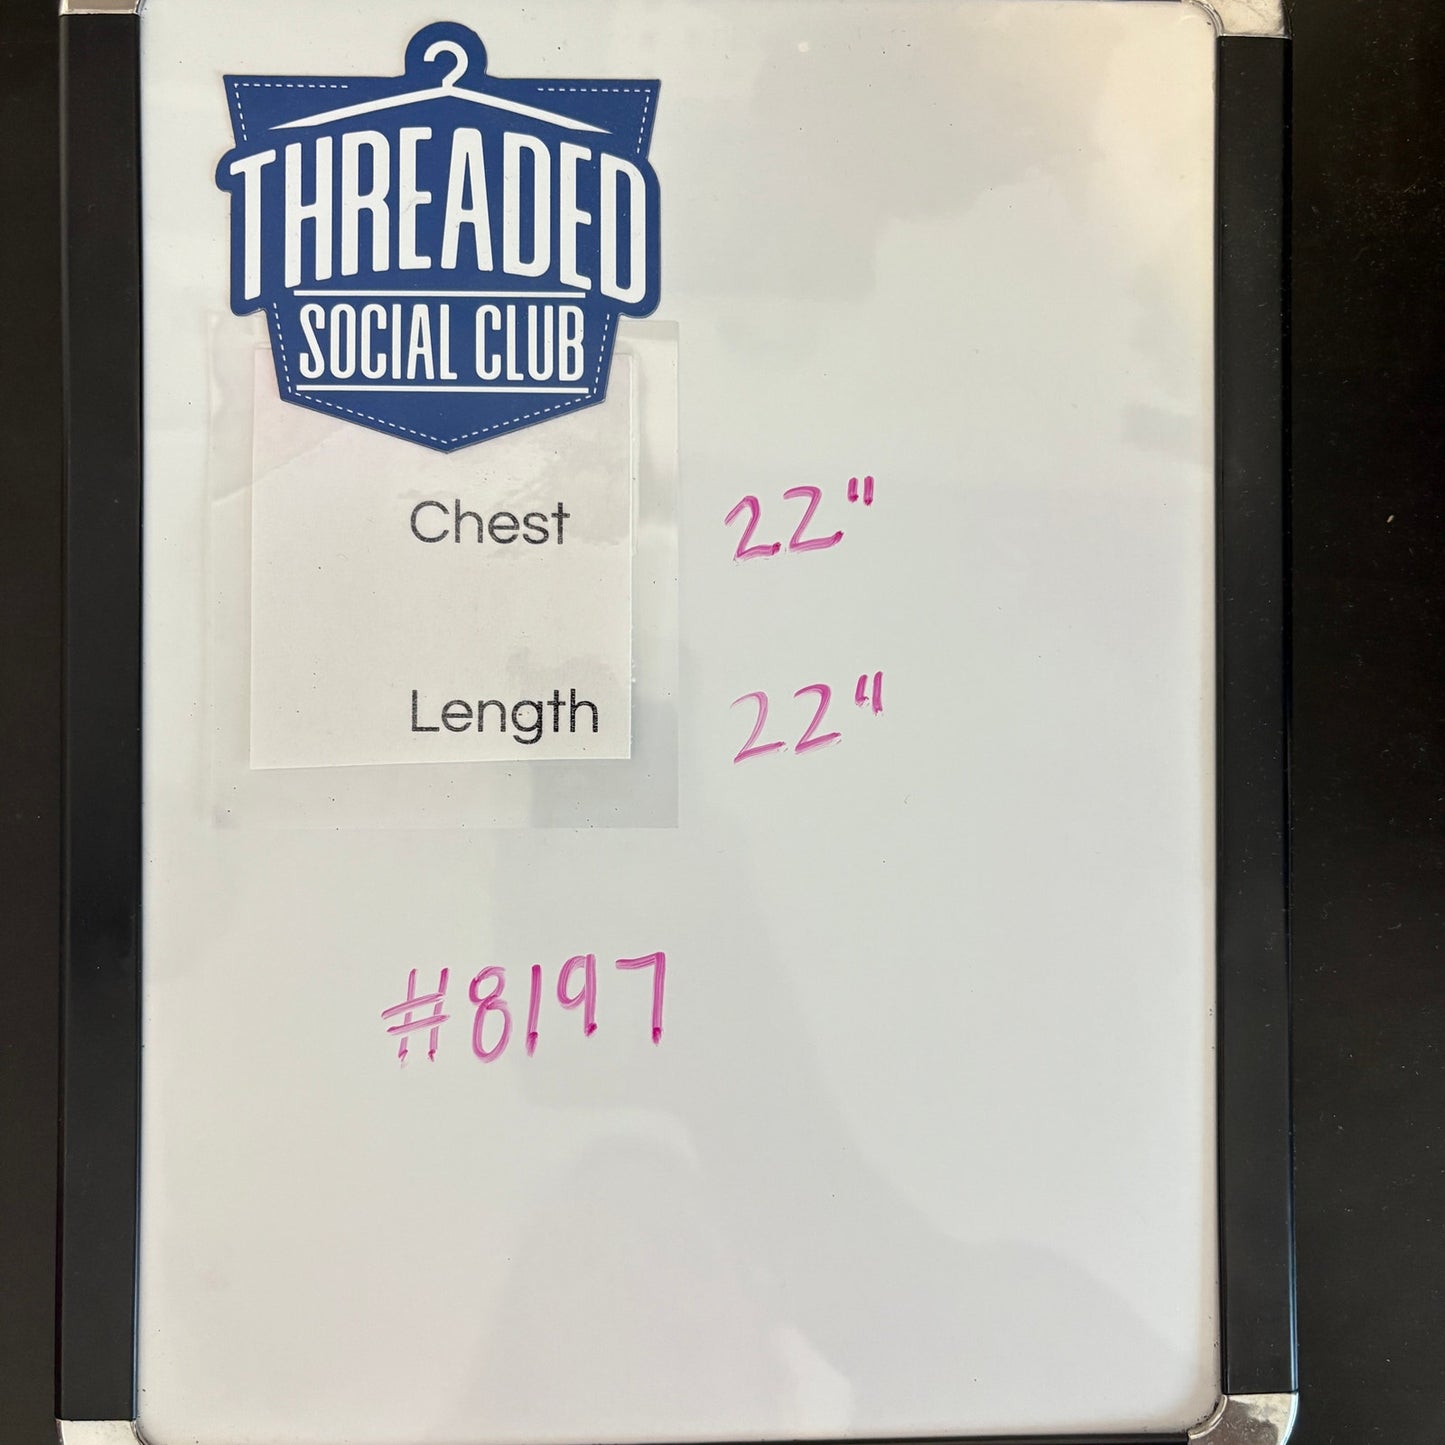 THREADED
SOCIAL CLUB
Chest 22"
Length 22"
#8197